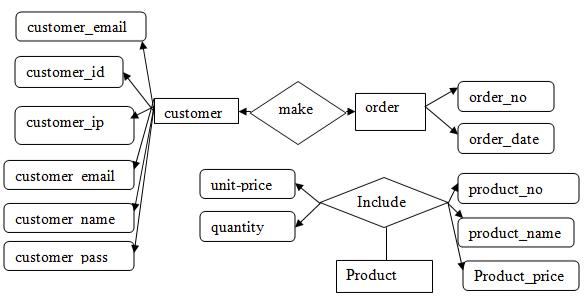 customer_email
customer_id
customer_ip
customer email
customer name
customer pass
customer
make
order
order_no
order_date
unit-price
quantity
Include
product_no
product_name
Product_price
Product